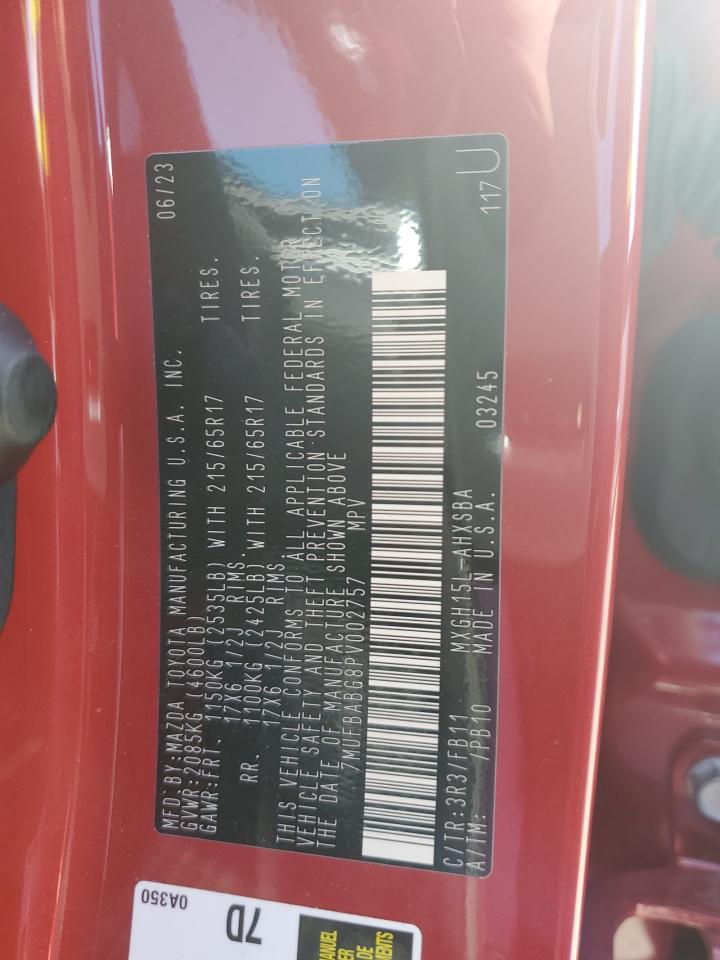 MFD.BY:MAZDA TOYOTA MANUFACTURING U.S.A. INC. 06/23
GVWR:2085KG (4600LB)
GAWR:FRT. 1150KG (2535LB) WITH 215/65R17 TIRES.
17X6 1/2J RIMS
RR. 1100KG (2425LB) WITH 215/65R17 TIRES.
17X6 1/2J RIMS
THIS VEHICLE CONFORMS TO ALL APPLICABLE FEDERAL MOTOR
VEHICLE SAFETY AND THEFT PREVENTION STANDARDS IN EFFECT ON
THE DATE OF MANUFACTURE SHOWN ABOVE
7MUFBABG8PV002757 MPV
C/TR:3R3/FB11 MXGH15L-AHXSBA
A/TM: /PB10 MADE IN U.S.A. 03245 117 U
0A350
7D